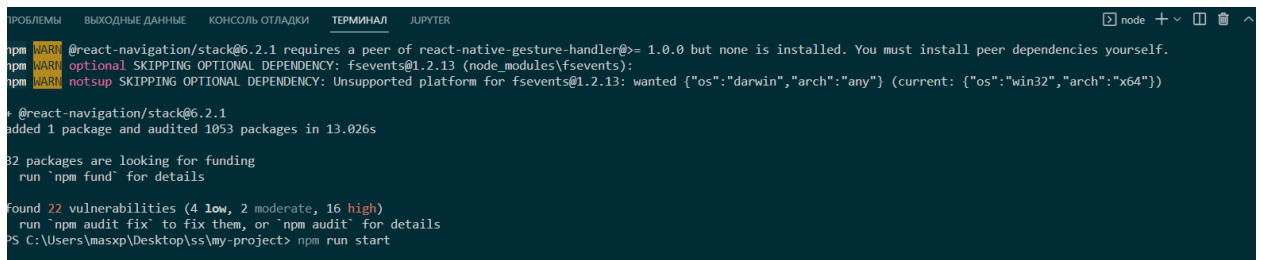 ПРОБЛЕМЫ ВЫХОДНЫЕ ДАННЫЕ КОНСОЛЬ ОТЛАДКИ ТЕРМИНАЛ JUPYTER node
npm WARN @react-navigation/stack@6.2.1 requires a peer of react-native-gesture-handler@>= 1.0.0 but none is installed. You must install peer dependencies yourself.
npm WARN optional SKIPPING OPTIONAL DEPENDENCY: fsevents@1.2.13 (node_modules\fsevents):
npm WARN notsup SKIPPING OPTIONAL DEPENDENCY: Unsupported platform for fsevents@1.2.13: wanted {"os":"darwin","arch":"any"} (current: {"os":"win32","arch":"x64"})
+ @react-navigation/stack@6.2.1
added 1 package and audited 1053 packages in 13.026s
32 packages are looking for funding
run `npm fund` for details
found 22 vulnerabilities (4 low, 2 moderate, 16 high)
run `npm audit fix` to fix them, or `npm audit` for details
PS C:\Users\masxp\Desktop\ss\my-project> npm run start